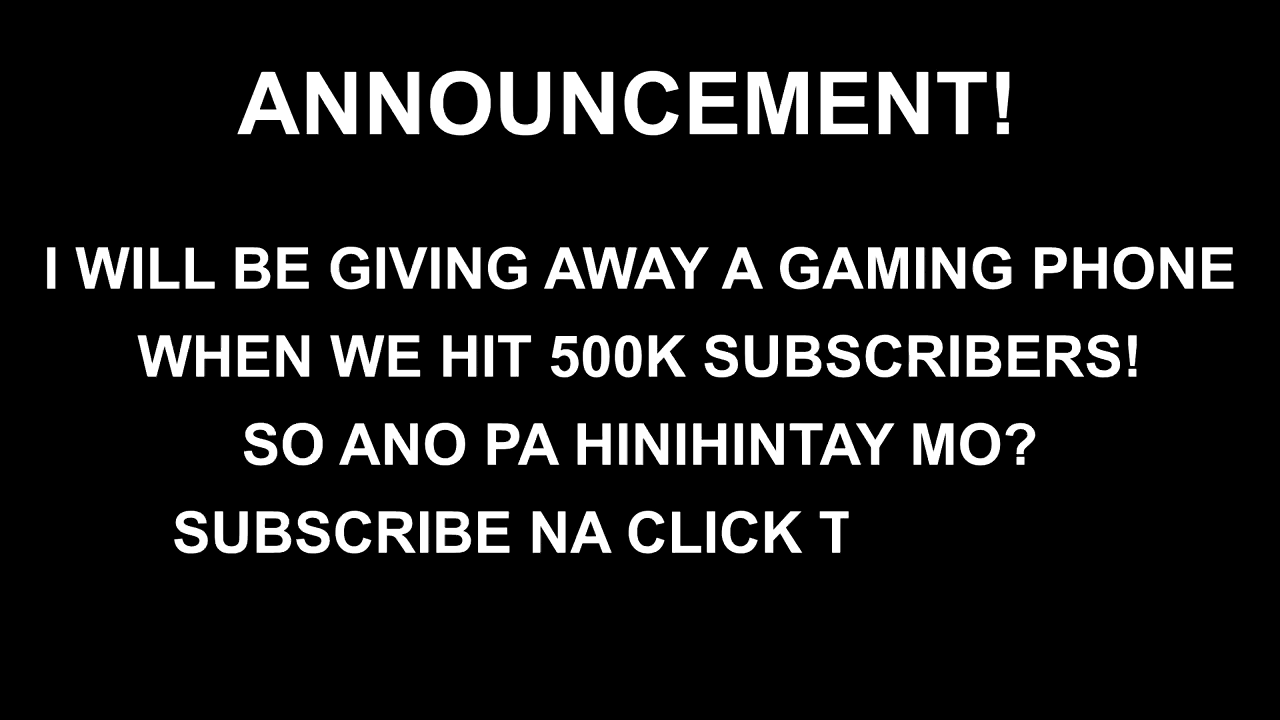 ANNOUNCEMENT!
I WILL BE GIVING AWAY A GAMING PHONE
WHEN WE HIT 500K SUBSCRIBERS!
SO ANO PA HINIHINTAY MO?
SUBSCRIBE NA CLICK T